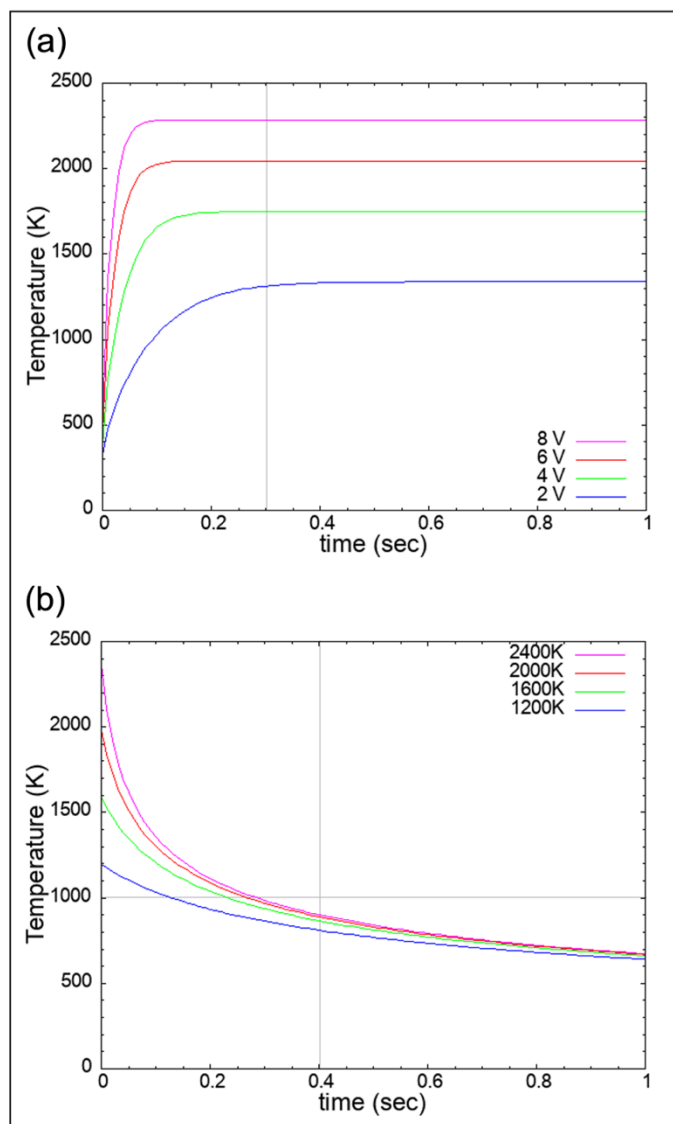 (a)
2500
2000
1500
1000
500
0
Temperature (K)
8 V
6 V
4 V
2 V
0 0.2 0.4 0.6 0.8 1
time (sec)
(b)
2500
2000
1500
1000
500
0
Temperature (K)
2400K
2000K
1600K
1200K
0 0.2 0.4 0.6 0.8 1
time (sec)